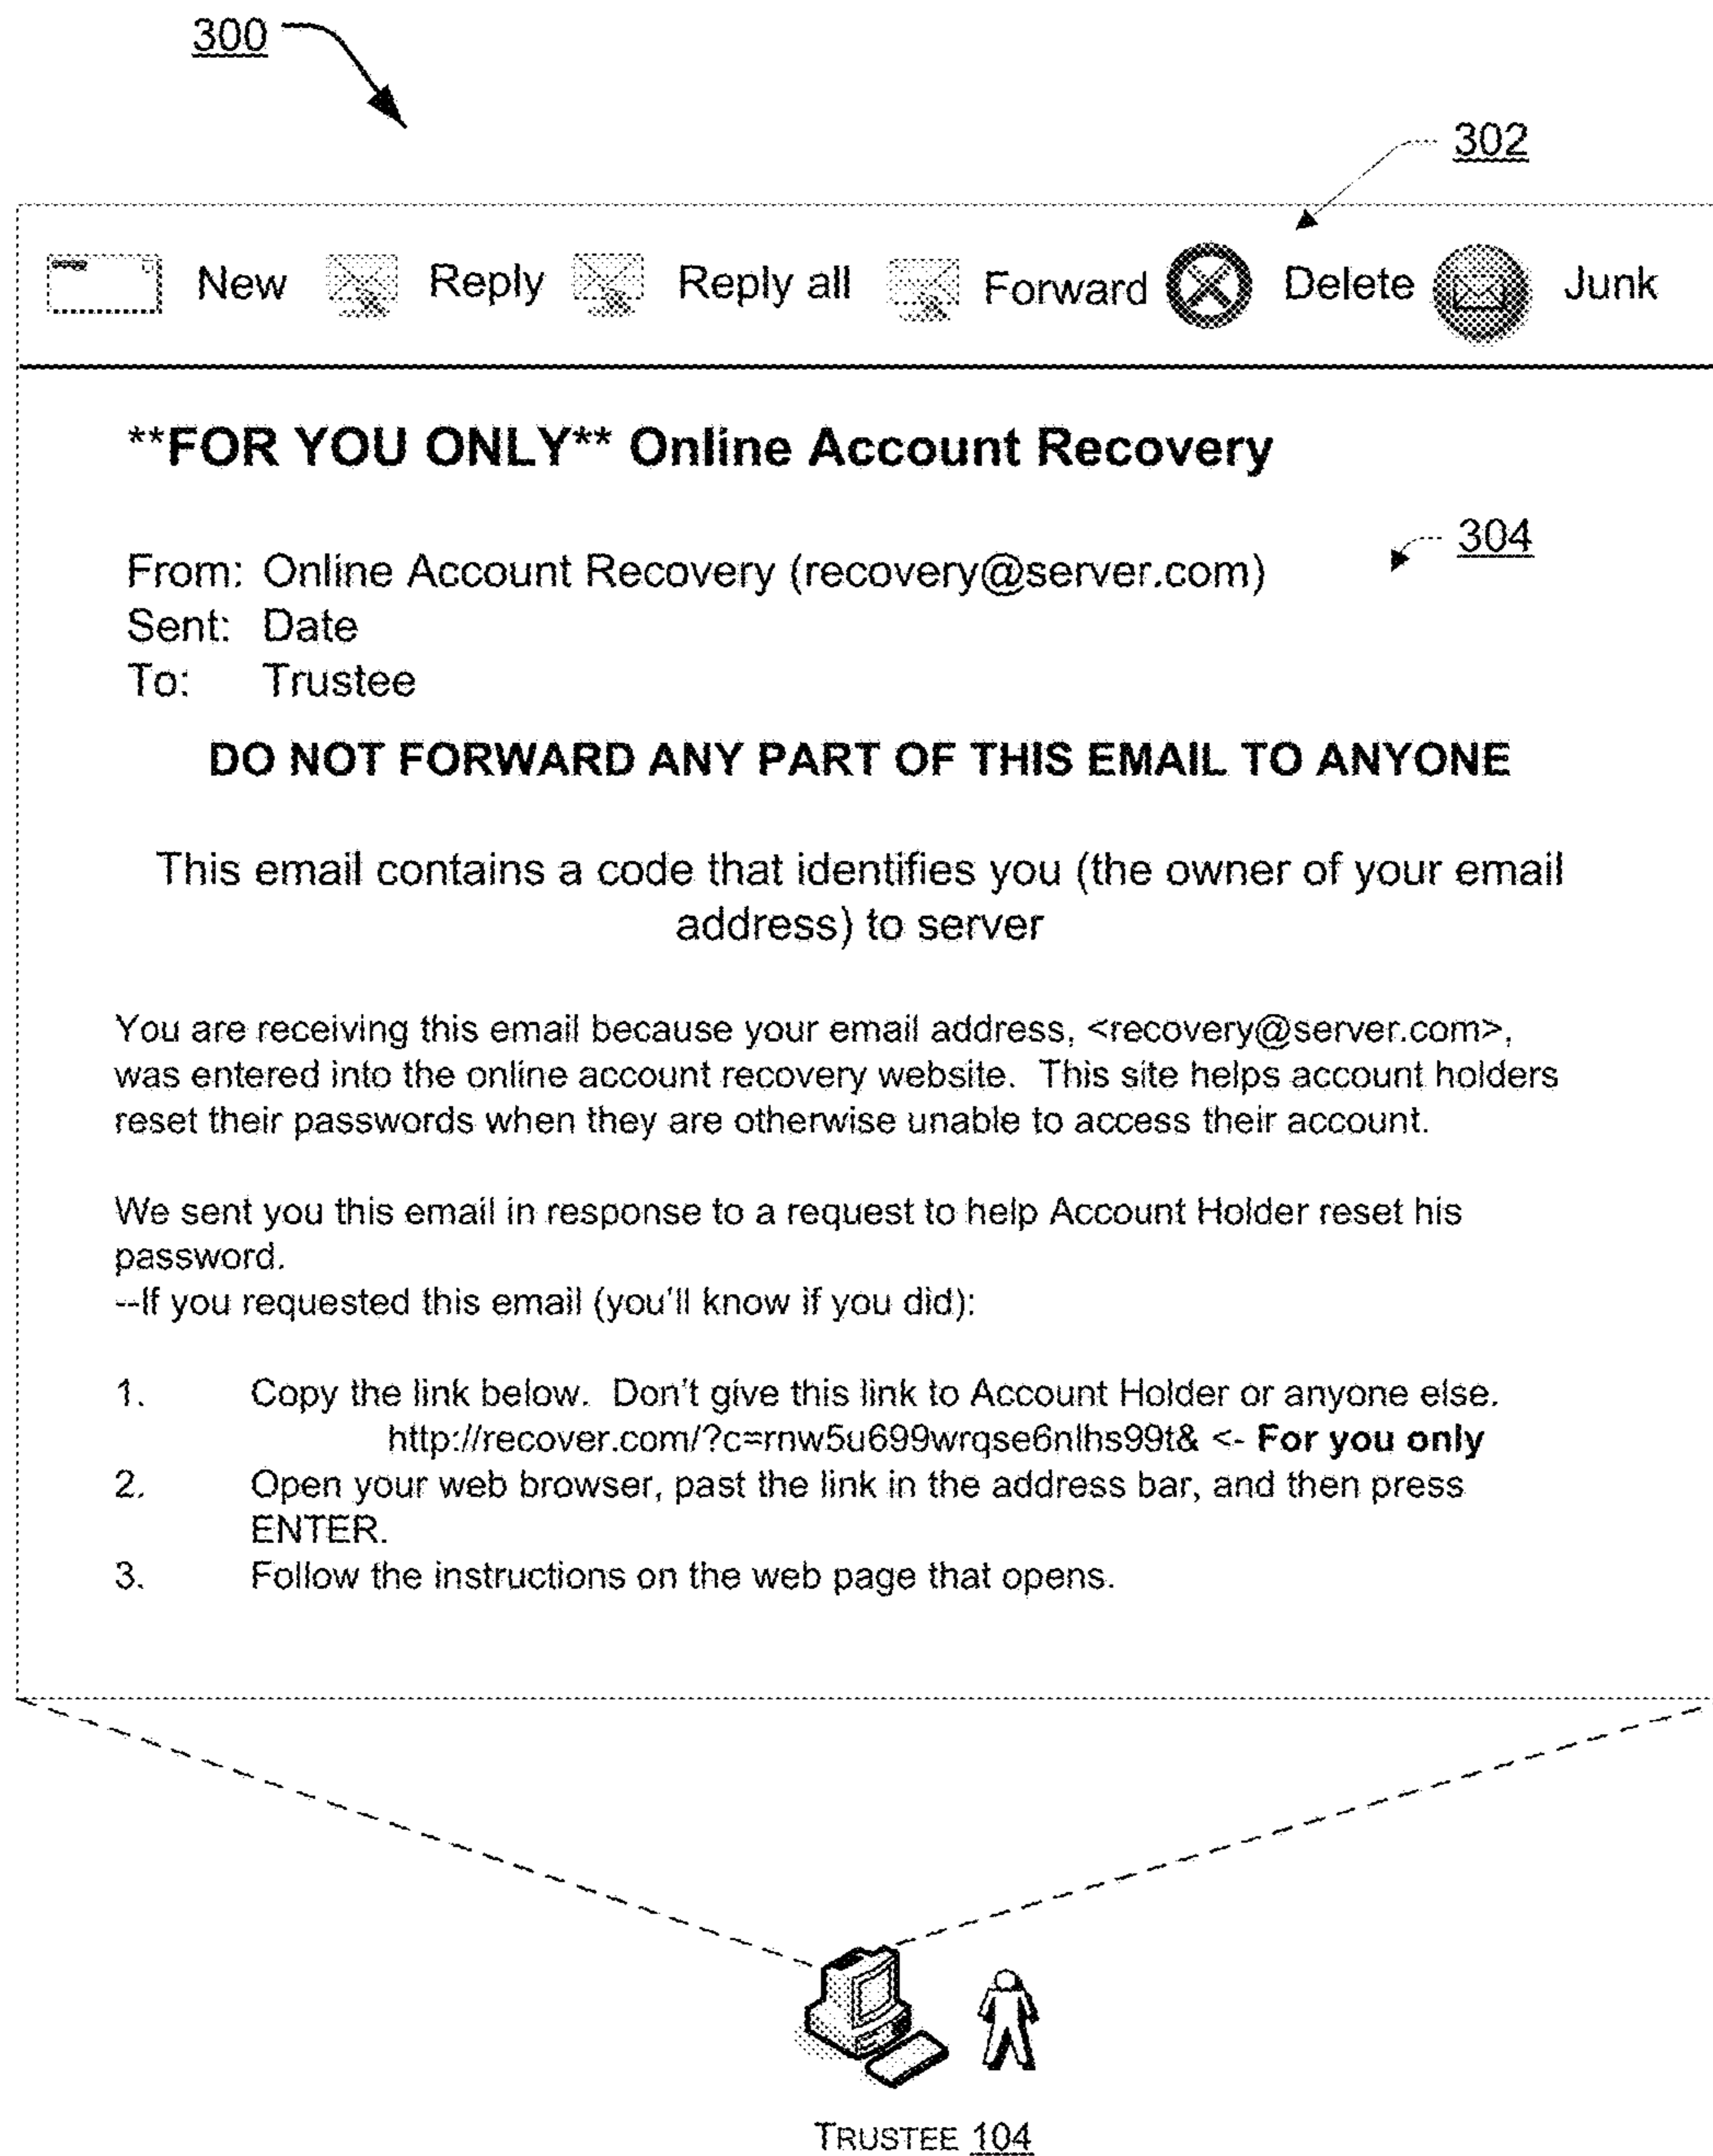 300
302
New Reply Reply all Forward Delete Junk
**FOR YOU ONLY** Online Account Recovery
304
From: Online Account Recovery (recovery@server.com)
Sent: Date
To: Trustee
DO NOT FORWARD ANY PART OF THIS EMAIL TO ANYONE
This email contains a code that identifies you (the owner of your email
address) to server
You are receiving this email because your email address, <recovery@server.com>,
was entered into the online account recovery website. This site helps account holders
reset their passwords when they are otherwise unable to access their account.
We sent you this email in response to a request to help Account Holder reset his
password.
--If you requested this email (you'll know if you did):
1. Copy the link below. Don't give this link to Account Holder or anyone else.
http://recover.com/?c=rnw5u699wrqse6nlhs99t& <- For you only
2. Open your web browser, past the link in the address bar, and then press
ENTER.
3. Follow the instructions on the web page that opens.
TRUSTEE 104